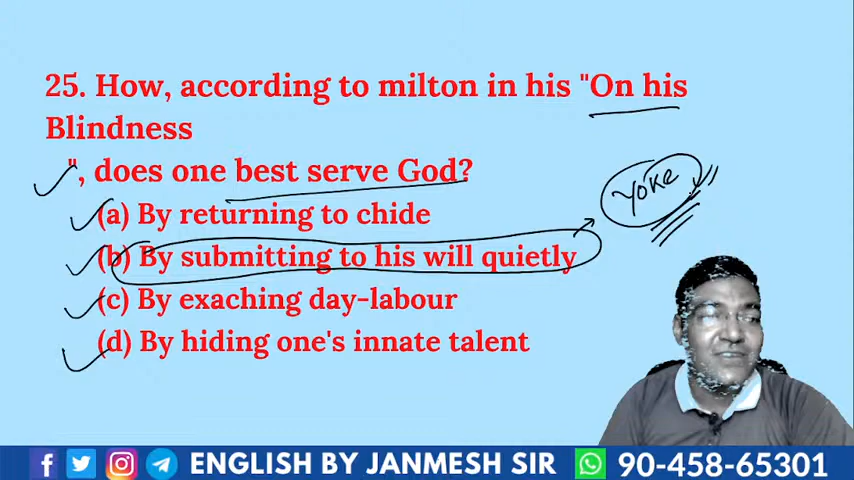 25. How, according to milton in his "On his
Blindness
", does one best serve God?
(a) By returning to chide
(b) By submitting to his will quietly
Yoke
(c) By exaching day-labour
(d) By hiding one's innate talent
ENGLISH BY JANMESH SIR 90-458-65301